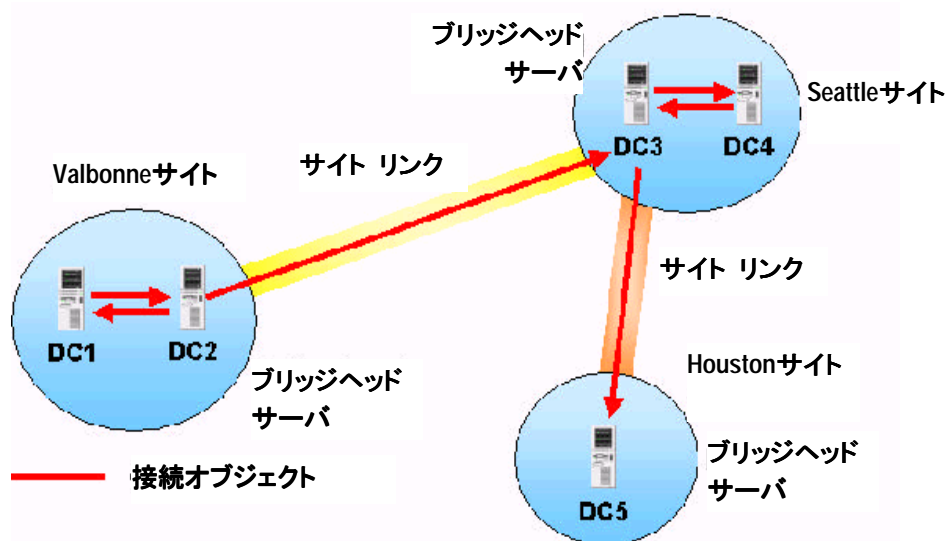 ブリッジヘッド
サーバ
Seattleサイト
DC3
DC4
サイト リンク
Valbonneサイト
サイト リンク
DC1
DC2
Houstonサイト
ブリッジヘッド
サーバ
ブリッジヘッド
サーバ
接続オブジェクト
DC5